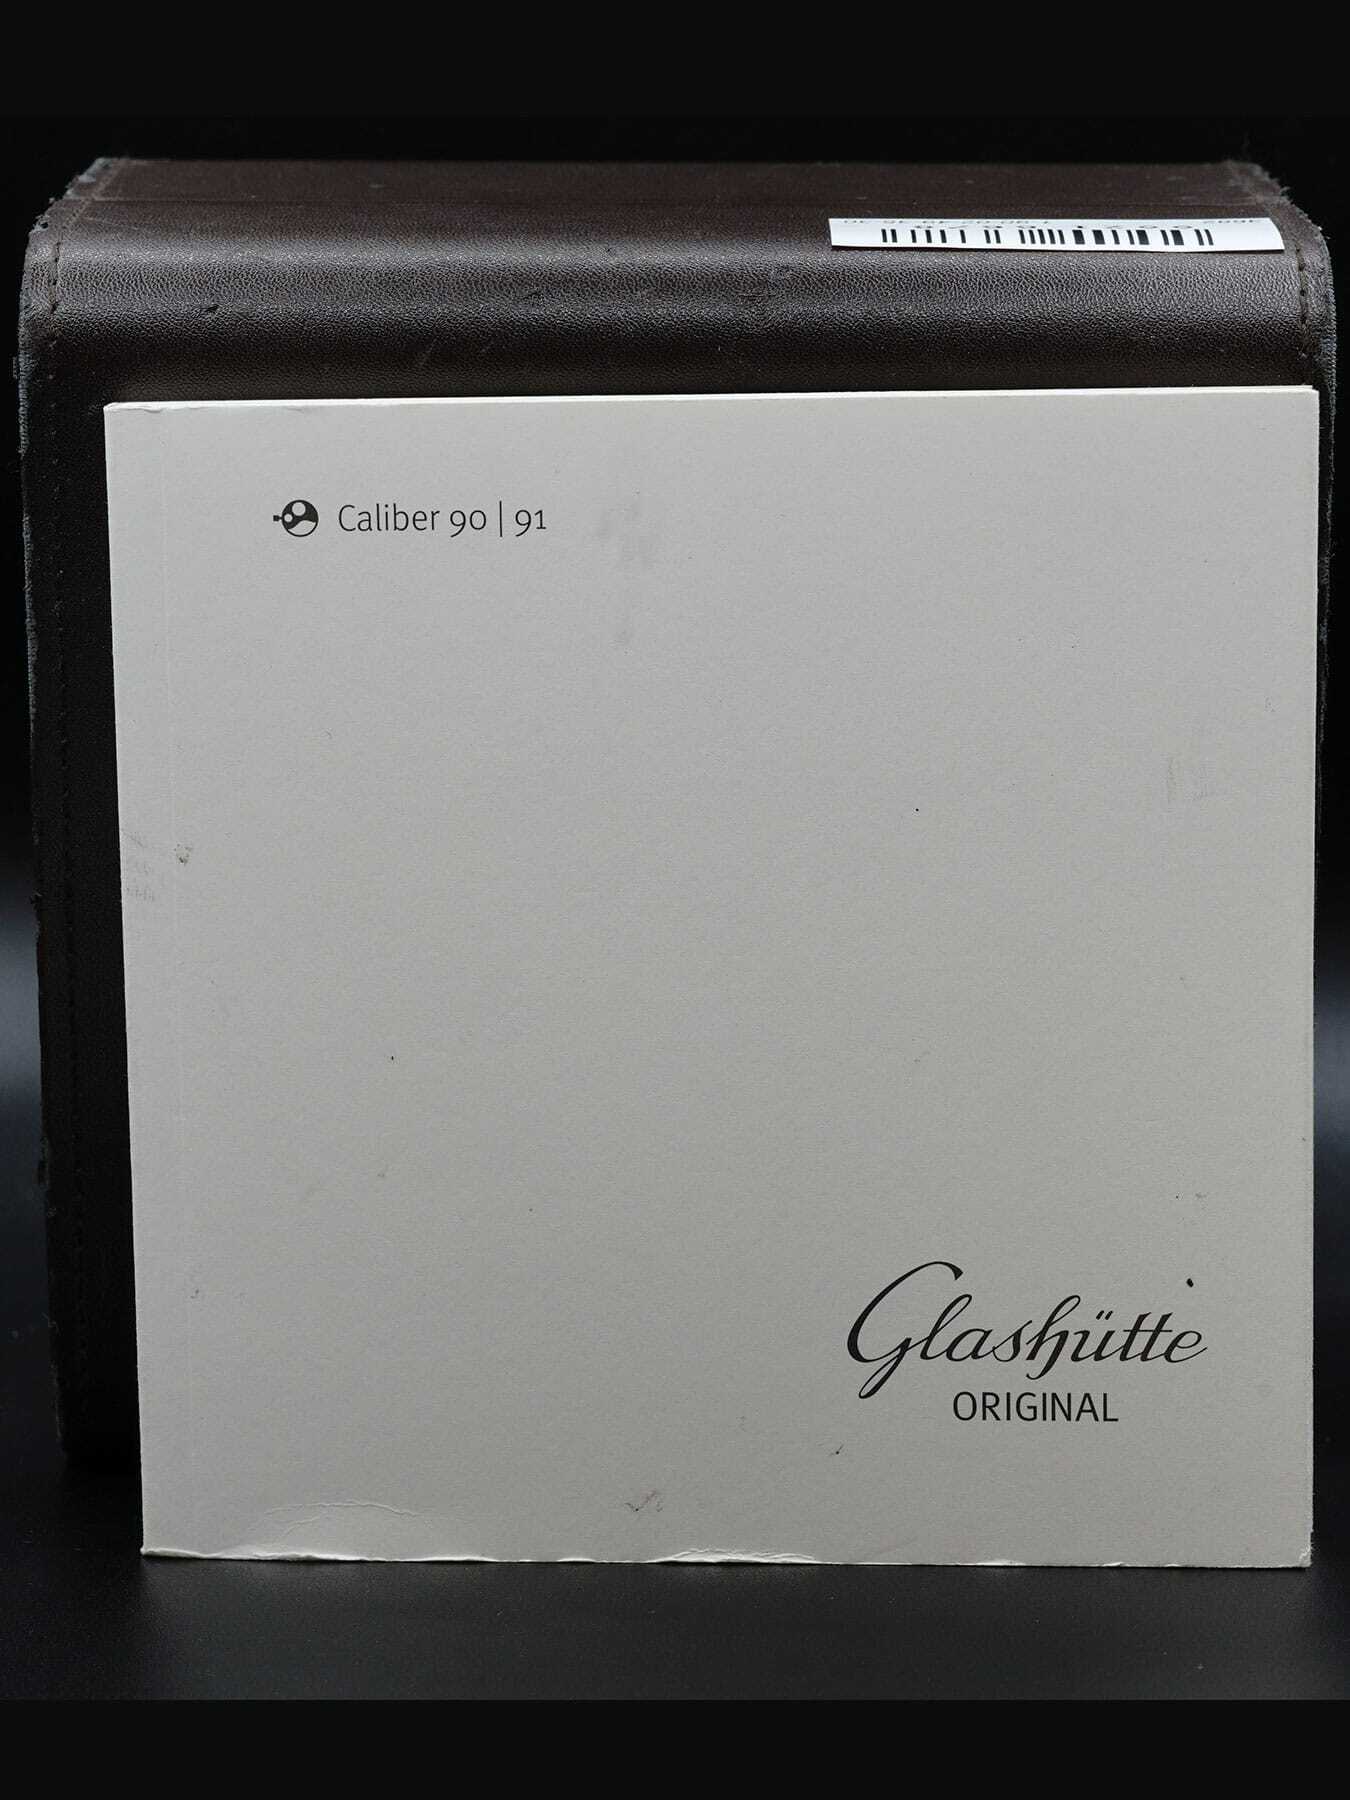 Caliber 90 | 91
Glashütte
ORIGINAL